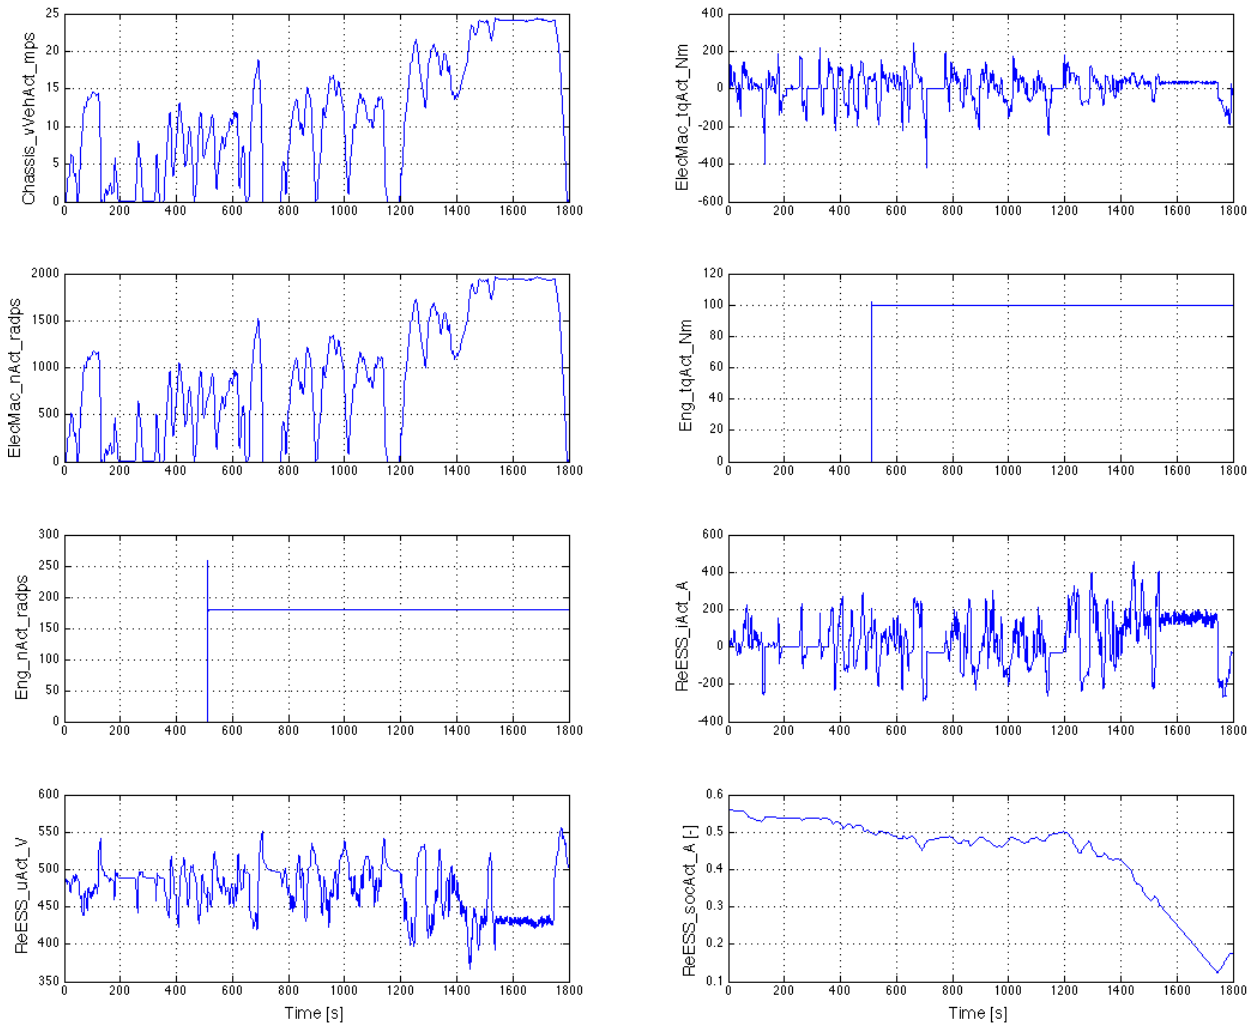 Chassis_vVehAct_mps
25
20
15
10
5
0
0 200 400 600 800 1000 1200 1400 1600 1800
ElecMac_tqAct_Nm
400
200
0
-200
-400
-600
0 200 400 600 800 1000 1200 1400 1600 1800
ElecMac_nAct_radps
2000
1500
1000
500
0
0 200 400 600 800 1000 1200 1400 1600 1800
Eng_tqAct_Nm
120
100
80
60
40
20
0
0 200 400 600 800 1000 1200 1400 1600 1800
Eng_nAct_radps
300
250
200
150
100
50
0
0 200 400 600 800 1000 1200 1400 1600 1800
ReESS_iAct_A
600
400
200
0
-200
-400
0 200 400 600 800 1000 1200 1400 1600 1800
ReESS_uAct_V
600
550
500
450
400
350
0 200 400 600 800 1000 1200 1400 1600 1800
Time [s]
ReESS_socAct_A [-]
0.6
0.5
0.4
0.3
0.2
0.1
0 200 400 600 800 1000 1200 1400 1600 1800
Time [s]